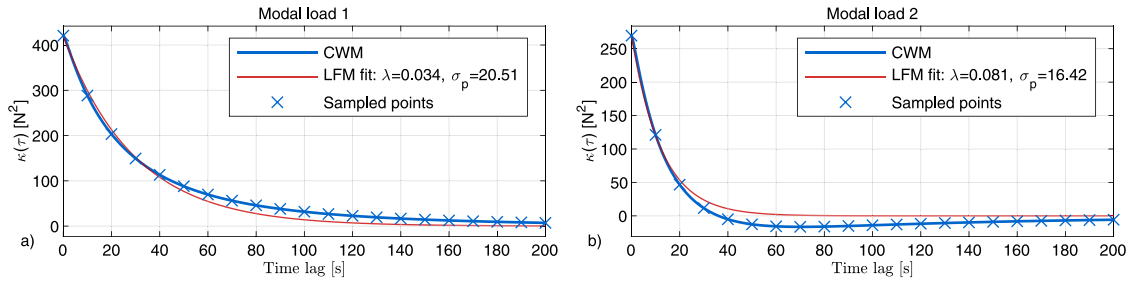 Modal load 1
κ(τ) [N²]
400
300
200
100
0
CWM
LFM fit: λ=0.034, σp=20.51
Sampled points
a)
0 20 40 60 80 100 120 140 160 180 200
Time lag [s]
Modal load 2
κ(τ) [N²]
250
200
150
100
50
0
CWM
LFM fit: λ=0.081, σp=16.42
Sampled points
b)
0 20 40 60 80 100 120 140 160 180 200
Time lag [s]